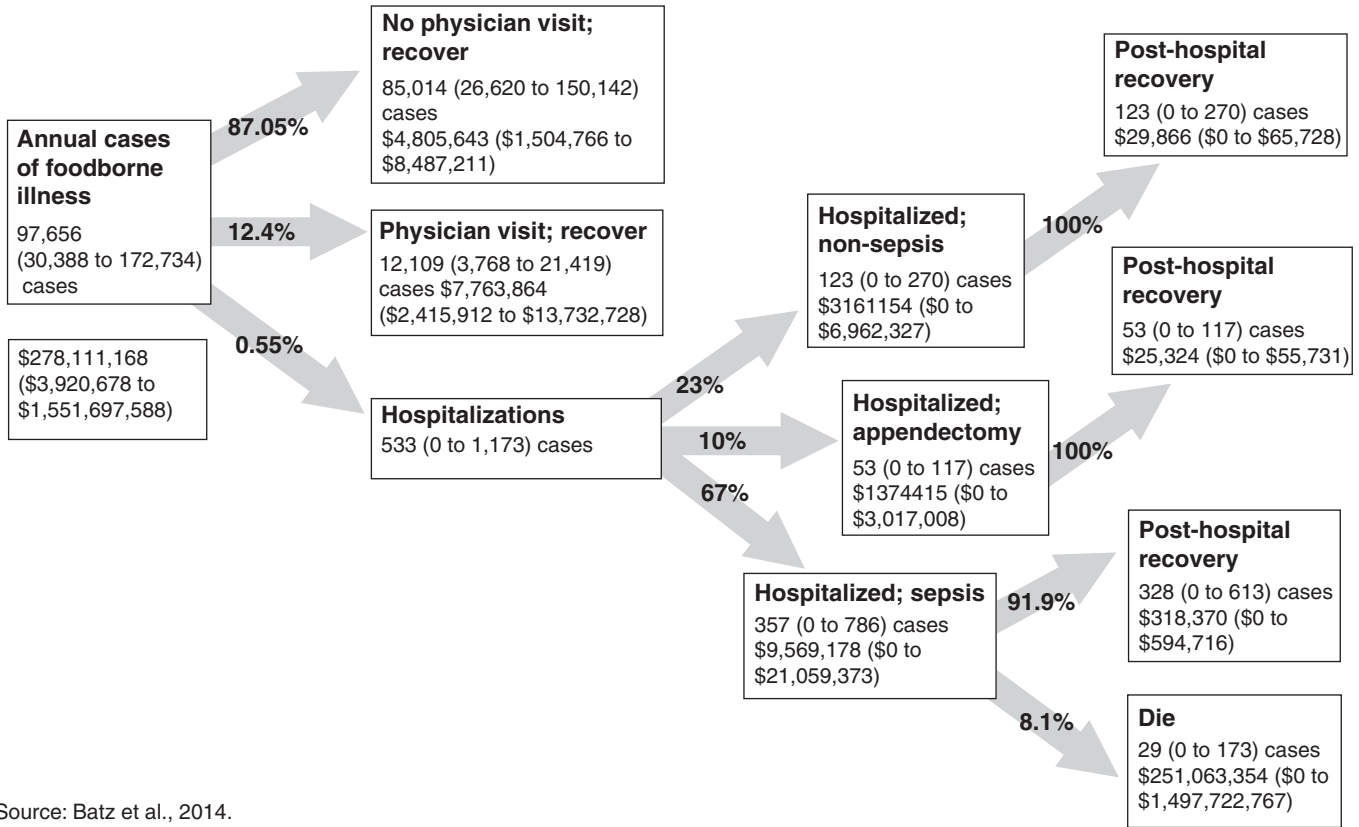 Annual cases
of foodborne
illness
97,656
(30,388 to 172,734)
cases
$278,111,168
($3,920,678 to
$1,551,697,588)
87.05%
12.4%
0.55%
No physician visit;
recover
85,014 (26,620 to 150,142)
cases
$4,805,643 ($1,504,766 to
$8,487,211)
Physician visit; recover
12,109 (3,768 to 21,419)
cases $7,763,864
($2,415,912 to $13,732,728)
Hospitalizations
533 (0 to 1,173) cases
23%
10%
67%
Hospitalized;
non-sepsis
123 (0 to 270) cases
$3161154 ($0 to
$6,962,327)
100%
Post-hospital
recovery
123 (0 to 270) cases
$29,866 ($0 to $65,728)
Hospitalized;
appendectomy
53 (0 to 117) cases
$1374415 ($0 to
$3,017,008)
100%
Post-hospital
recovery
53 (0 to 117) cases
$25,324 ($0 to $55,731)
Hospitalized; sepsis
357 (0 to 786) cases
$9,569,178 ($0 to
$21,059,373)
91.9%
8.1%
Post-hospital
recovery
328 (0 to 613) cases
$318,370 ($0 to
$594,716)
Die
29 (0 to 173) cases
$251,063,354 ($0 to
$1,497,722,767)
Source: Batz et al., 2014.